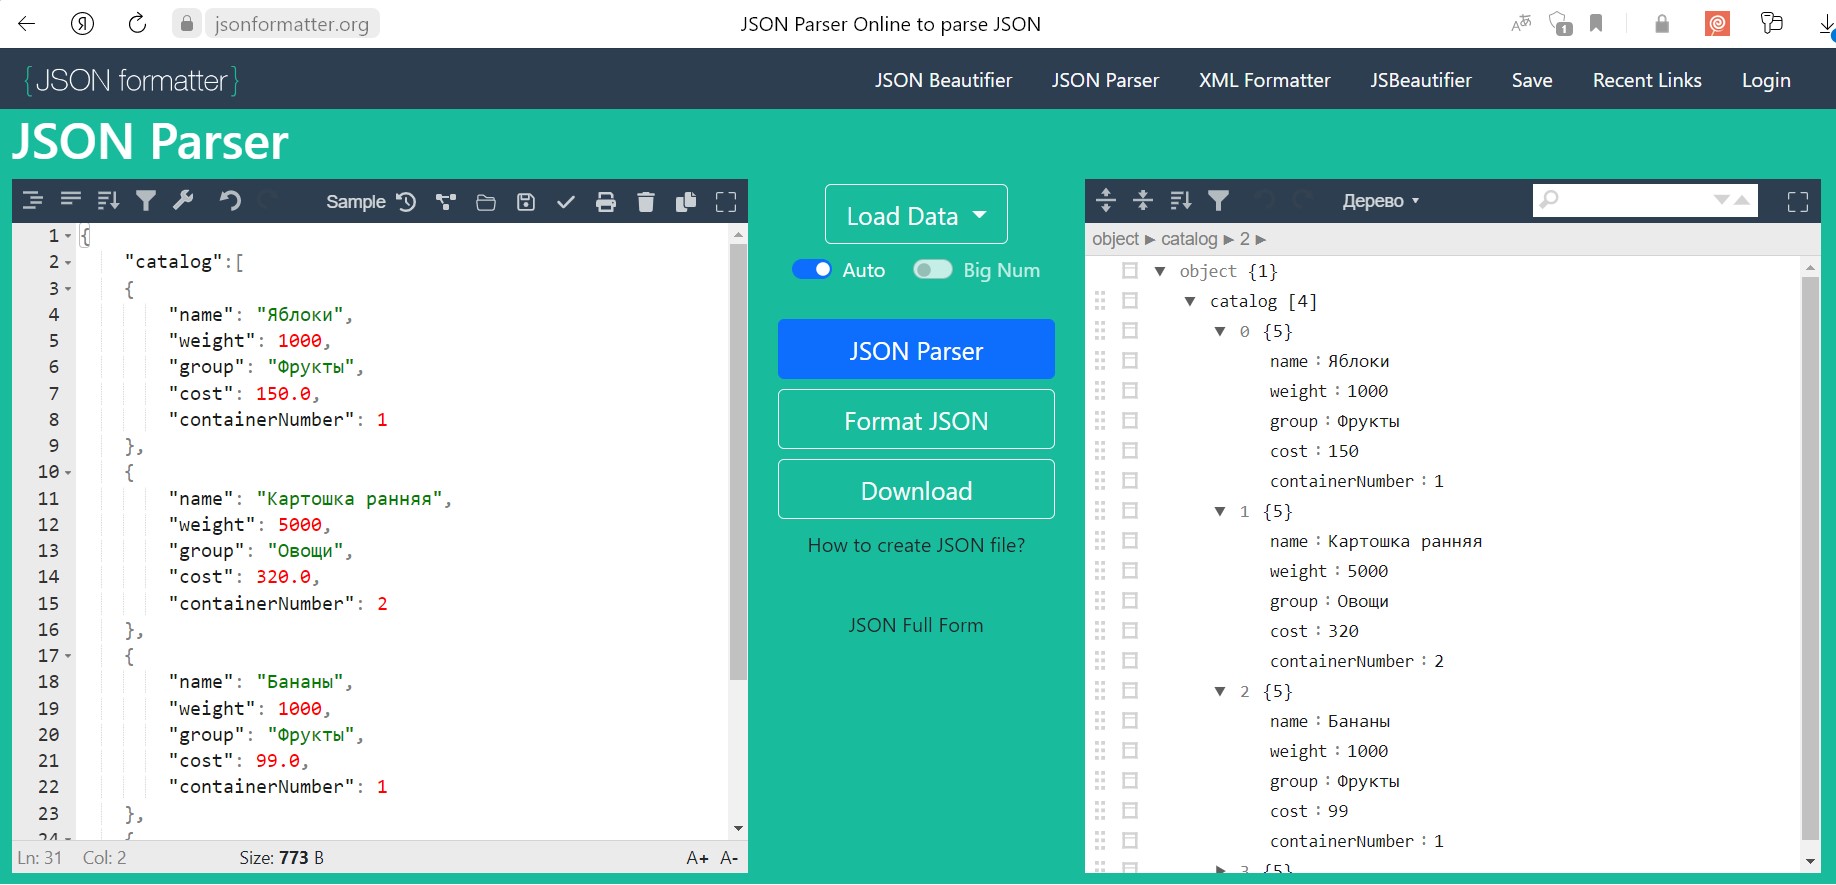 Я jsonformatter.org JSON Parser Online to parse JSON 1
{JSON formatter} JSON Beautifier JSON Parser XML Formatter JSBeautifier Save Recent Links Login
JSON Parser
Sample
1 {
2 "catalog":[
3 {
4 "name": "Яблоки",
5 "weight": 1000,
6 "group": "Фрукты",
7 "cost": 150.0,
8 "containerNumber": 1
9 },
10 {
11 "name": "Картошка ранняя",
12 "weight": 5000,
13 "group": "Овощи",
14 "cost": 320.0,
15 "containerNumber": 2
16 },
17 {
18 "name": "Бананы",
19 "weight": 1000,
20 "group": "Фрукты",
21 "cost": 99.0,
22 "containerNumber": 1
23 },
24 {
Ln: 31 Col: 2 Size: 773 B A+ A-
Load Data
Auto Big Num
JSON Parser
Format JSON
Download
How to create JSON file?
JSON Full Form
Дерево
object ► catalog ► 2 ►
▼ object {1}
▼ catalog [4]
▼ 0 {5}
name : Яблоки
weight : 1000
group : Фрукты
cost : 150
containerNumber : 1
▼ 1 {5}
name : Картошка ранняя
weight : 5000
group : Овощи
cost : 320
containerNumber : 2
▼ 2 {5}
name : Бананы
weight : 1000
group : Фрукты
cost : 99
containerNumber : 1
► 3 {5}